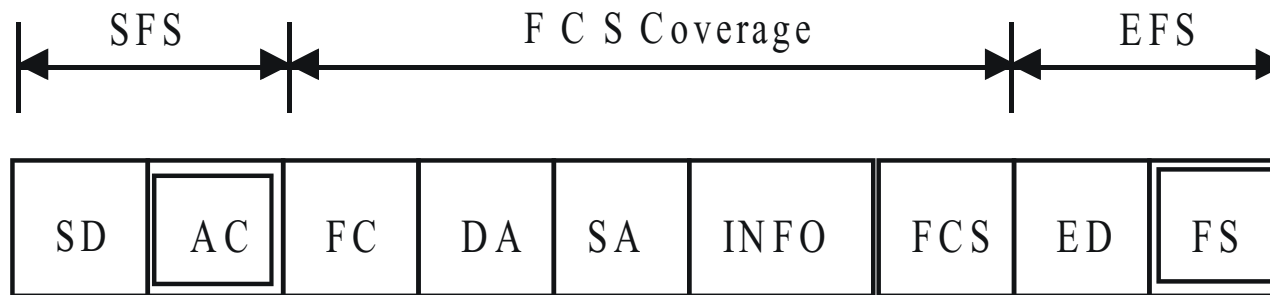 SFS F C S Coverage EFS
SD AC FC DA SA INFO FCS ED FS